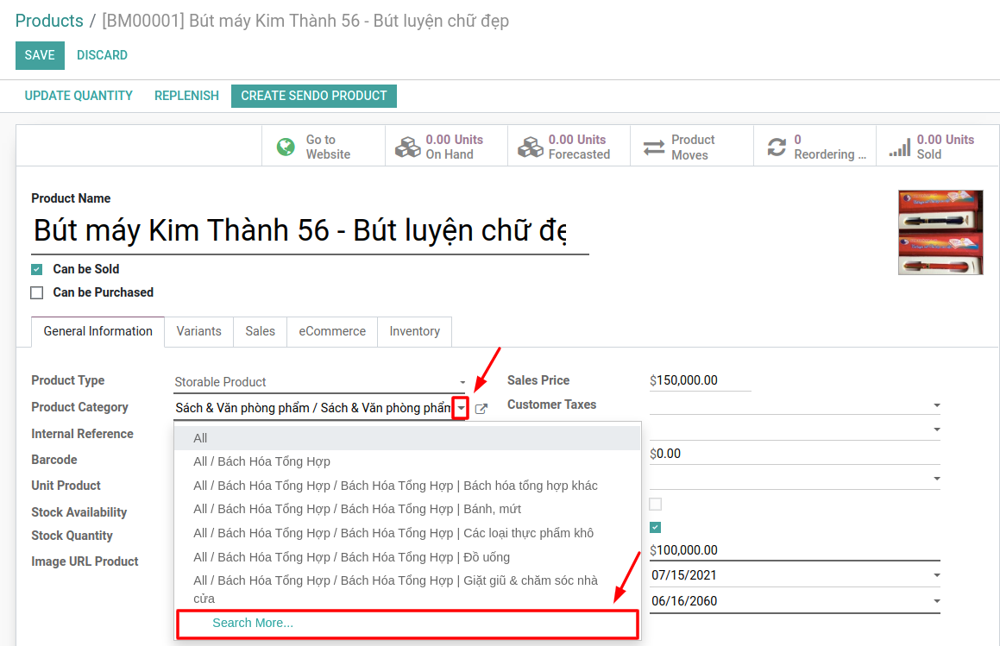 Products / [BM00001] Bút máy Kim Thành 56 - Bút luyện chữ đẹp
SAVE DISCARD
UPDATE QUANTITY REPLENISH CREATE SENDO PRODUCT
Go to
Website
0.00 Units
On Hand
0.00 Units
Forecasted
Product
Moves
0
Reordering ...
0.00 Units
Sold
Product Name
Bút máy Kim Thành 56 - Bút luyện chữ
Can be Sold
Can be Purchased
General Information Variants Sales eCommerce Inventory
Product Type Storable Product
Product Category Sách & Văn phòng phẩm / Sách & Văn phòng phẩm
Internal Reference
Barcode
Unit Product
Stock Availability
Stock Quantity
Image URL Product
All
All / Bách Hóa Tổng Hợp
All / Bách Hóa Tổng Hợp / Bách Hóa Tổng Hợp | Bách hóa tổng hợp khác
All / Bách Hóa Tổng Hợp / Bách Hóa Tổng Hợp | Bánh, mứt
All / Bách Hóa Tổng Hợp / Bách Hóa Tổng Hợp | Các loại thực phẩm khô
All / Bách Hóa Tổng Hợp / Bách Hóa Tổng Hợp | Đồ uống
All / Bách Hóa Tổng Hợp / Bách Hóa Tổng Hợp | Giặt giũ & chăm sóc nhà
cửa
Search More...
Sales Price $150,000.00
Customer Taxes
$0.00
$100,000.00
07/15/2021
06/16/2060